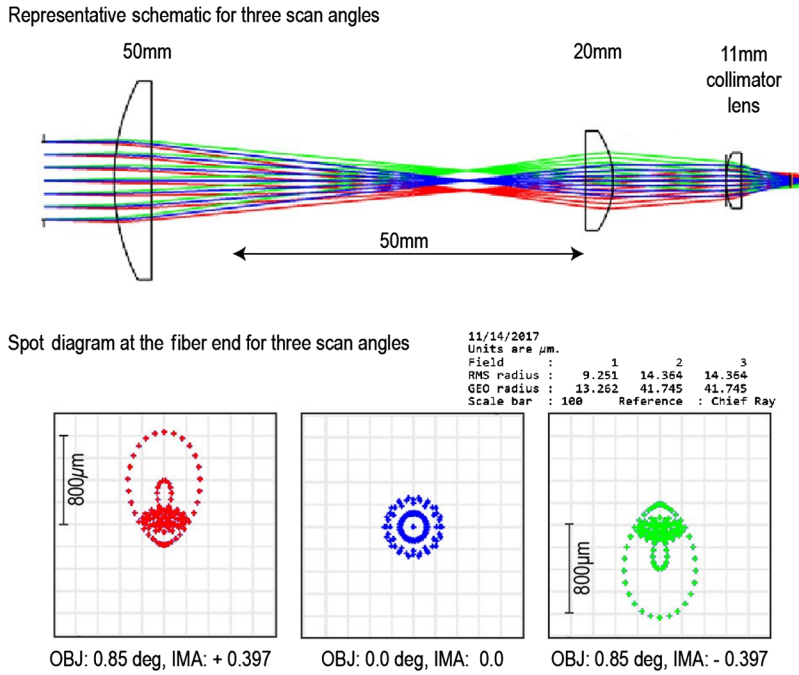 Representative schematic for three scan angles
50mm
20mm
11mm
collimator
lens
50mm
Spot diagram at the fiber end for three scan angles
11/14/2017
Units are µm.
Field : 1 2 3
RMS radius : 9.251 14.364 14.364
GEO radius : 13.262 41.745 41.745
Scale bar : 100 Reference : Chief Ray
800µm
800µm
OBJ: 0.85 deg, IMA: + 0.397
OBJ: 0.0 deg, IMA: 0.0
OBJ: 0.85 deg, IMA: - 0.397